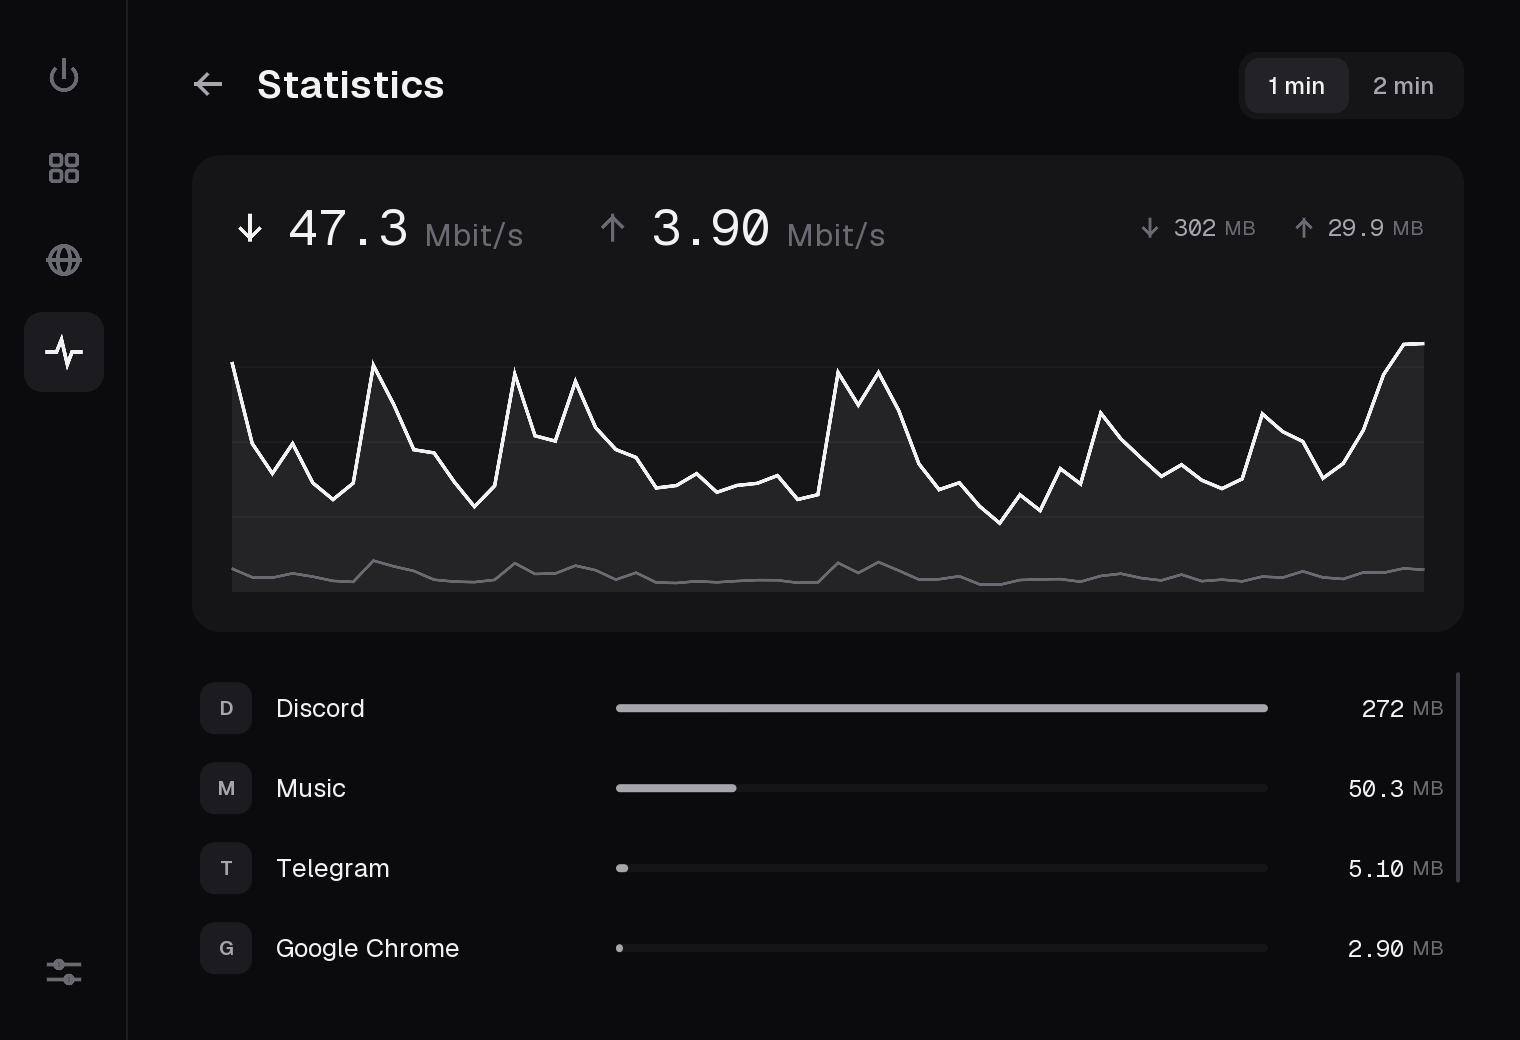 Statistics
1 min 2 min
47.3 Mbit/s 3.90 Mbit/s 302 MB 29.9 MB
D Discord 272 MB
M Music 50.3 MB
T Telegram 5.10 MB
G Google Chrome 2.90 MB